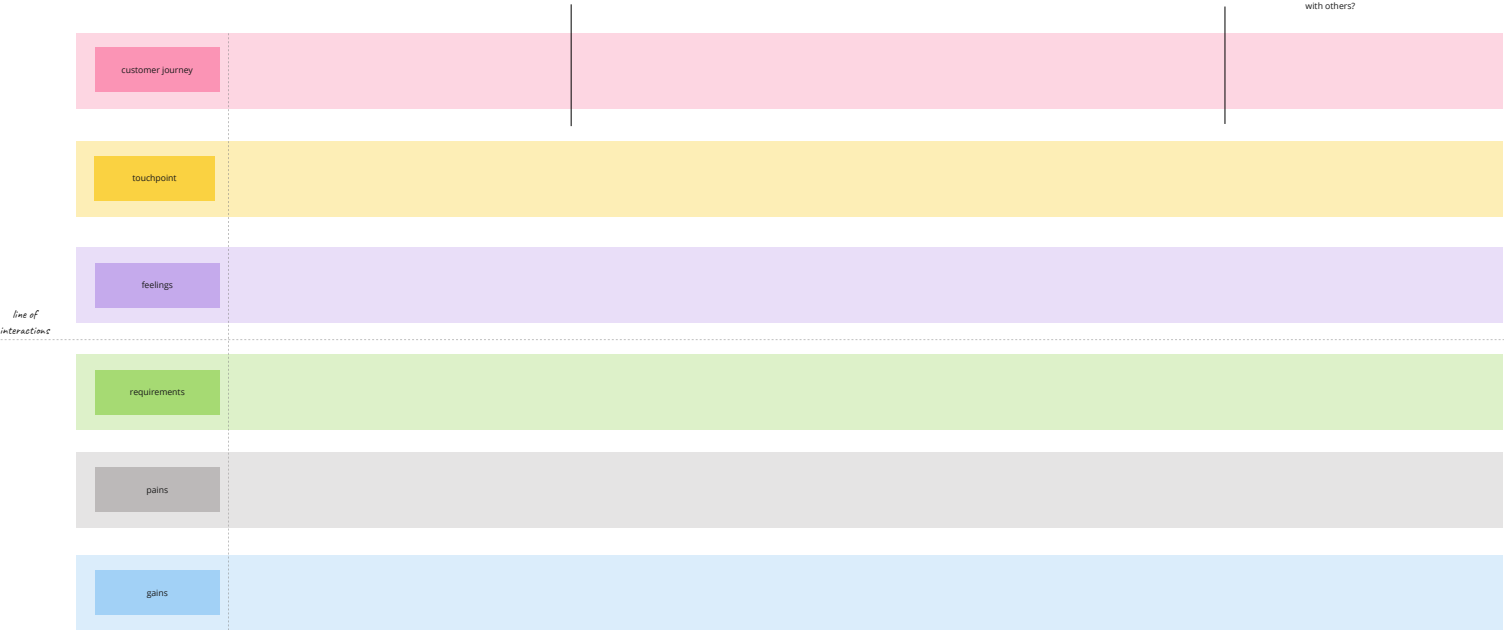 with others?
customer journey
touchpoint
feelings
line of
interactions
requirements
pains
gains